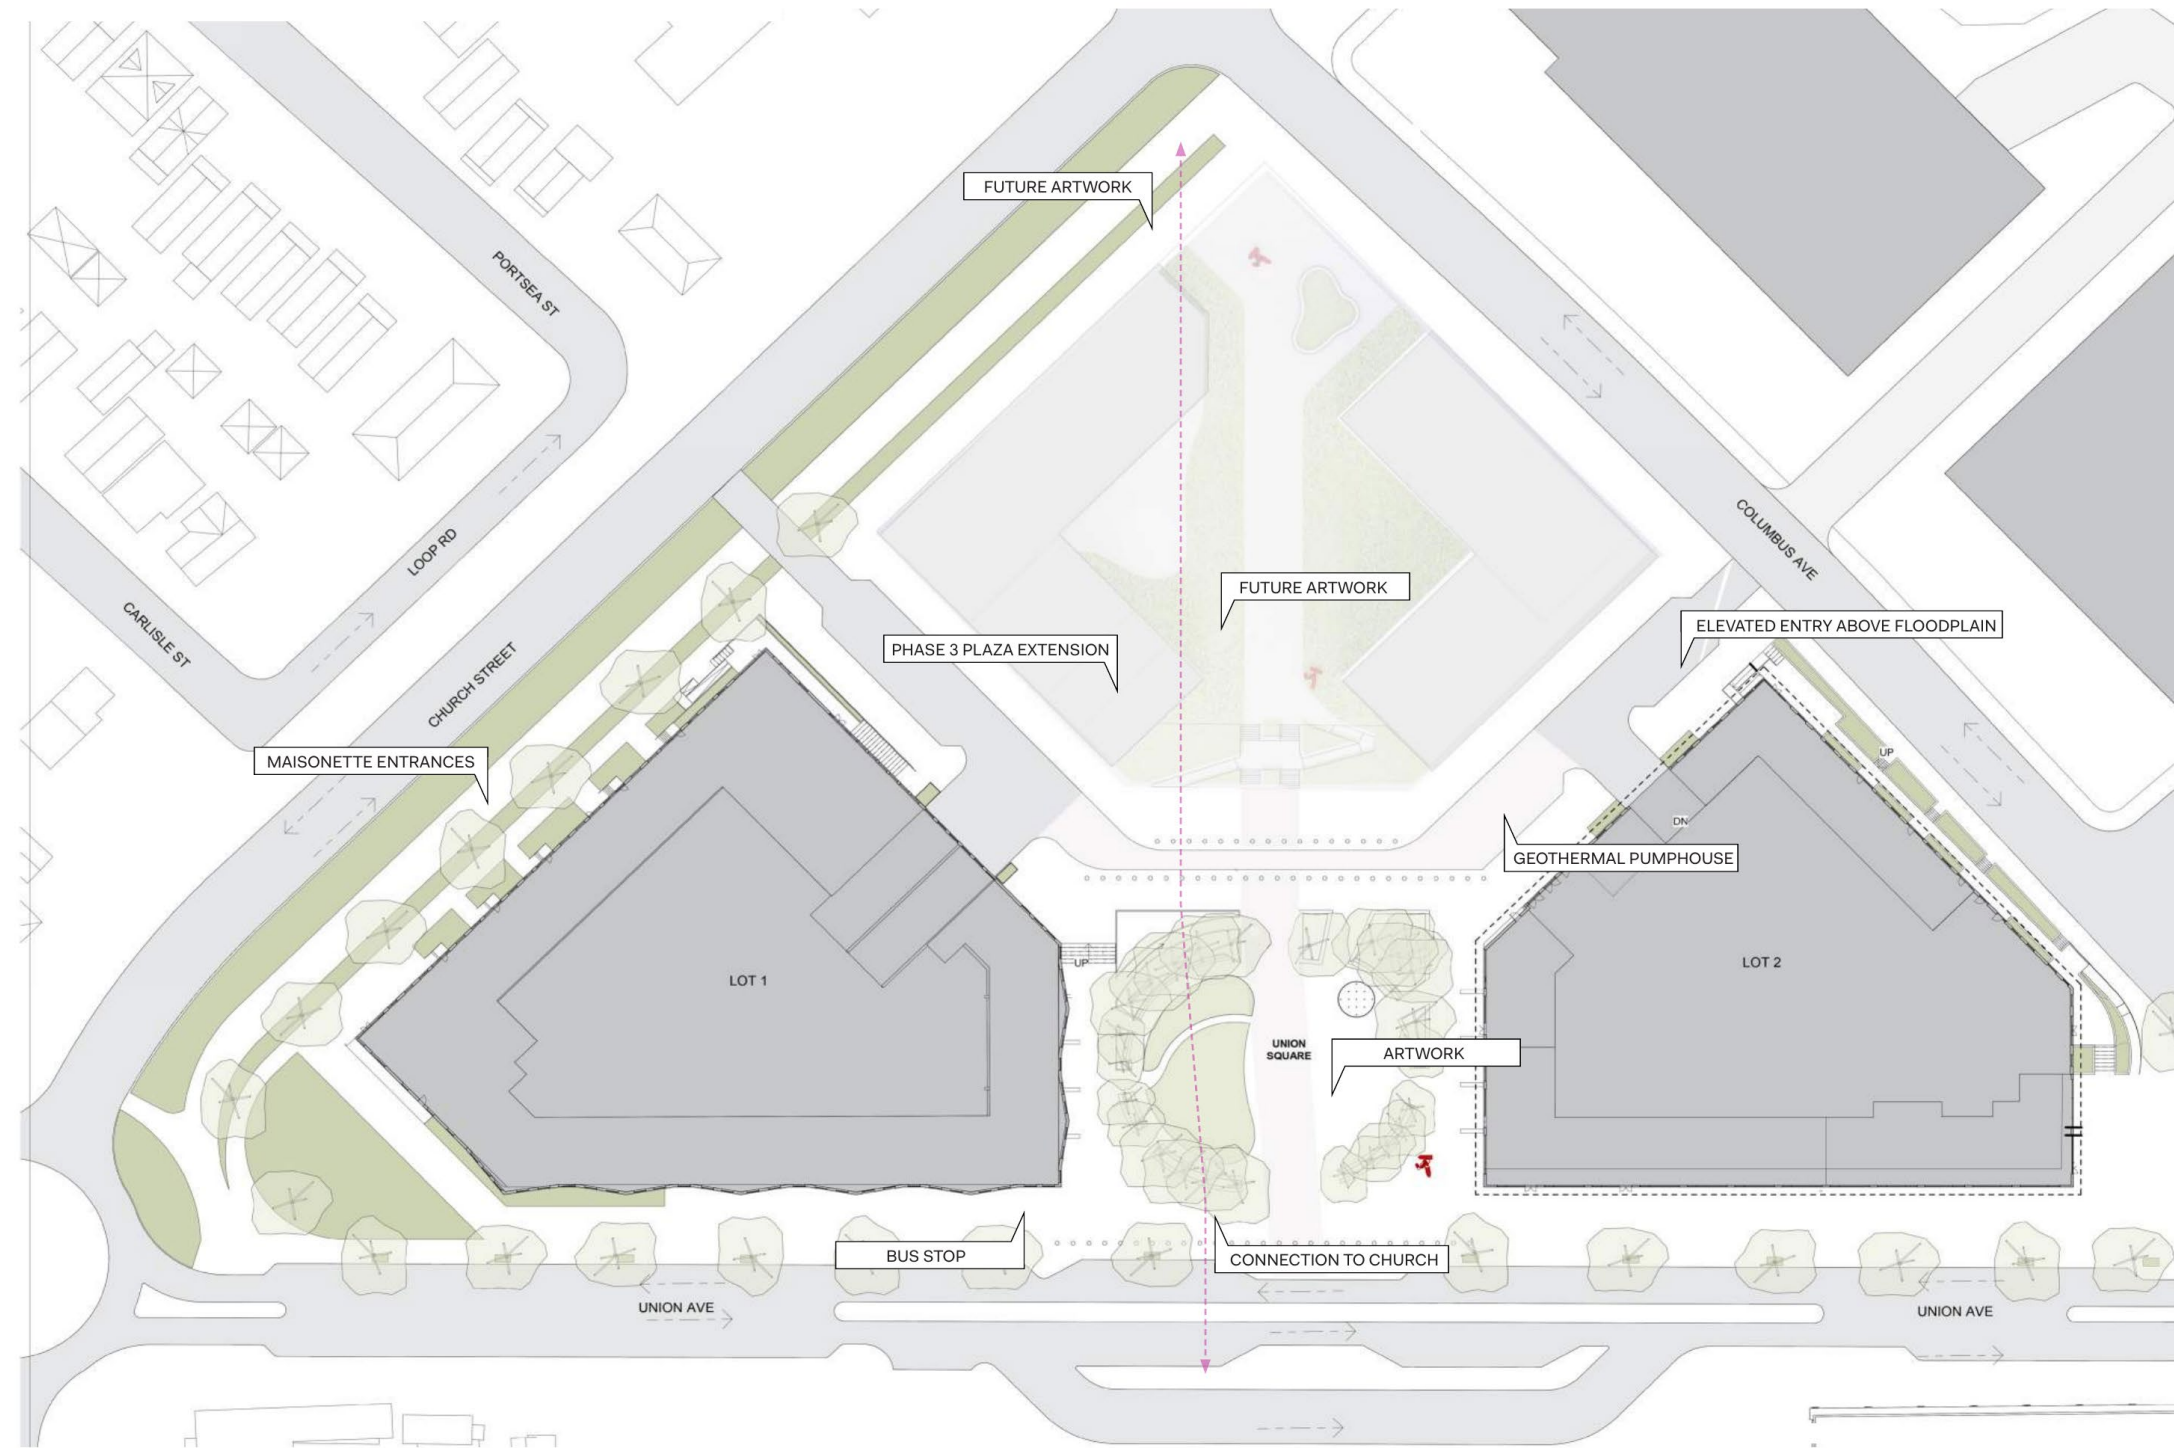 FUTURE ARTWORK
PORTSEA ST
COLUMBUS AVE
LOOP RD
FUTURE ARTWORK
CARLISLE ST
ELEVATED ENTRY ABOVE FLOODPLAIN
PHASE 3 PLAZA EXTENSION
CHURCH STREET
MAISONETTE ENTRANCES
UP
DN
GEOTHERMAL PUMPHOUSE
UP
LOT 1
LOT 2
UNION
SQUARE
ARTWORK
BUS STOP
CONNECTION TO CHURCH
UNION AVE
UNION AVE